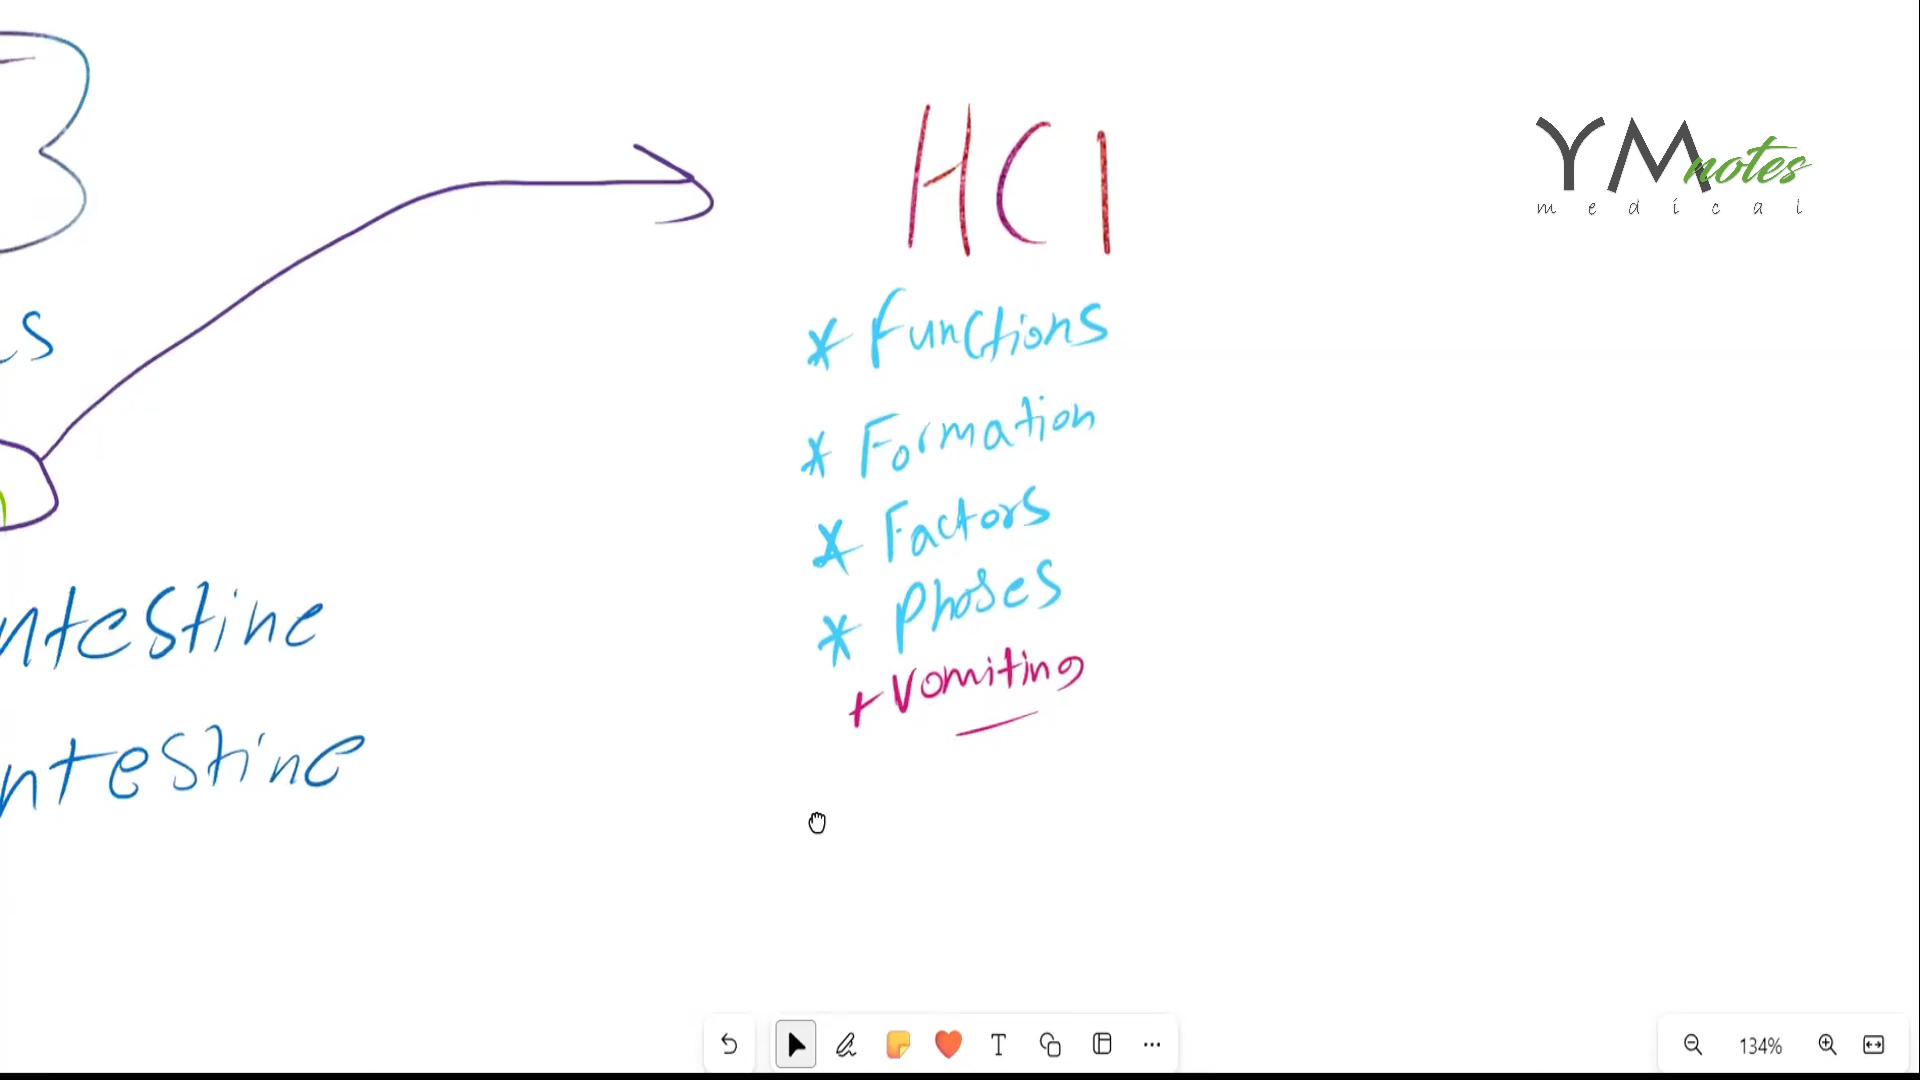 HCl
YM notes
medical
* Functions
* Formation
* Factors
* Phases
+ Vomiting
ntestine
ntestine
134%